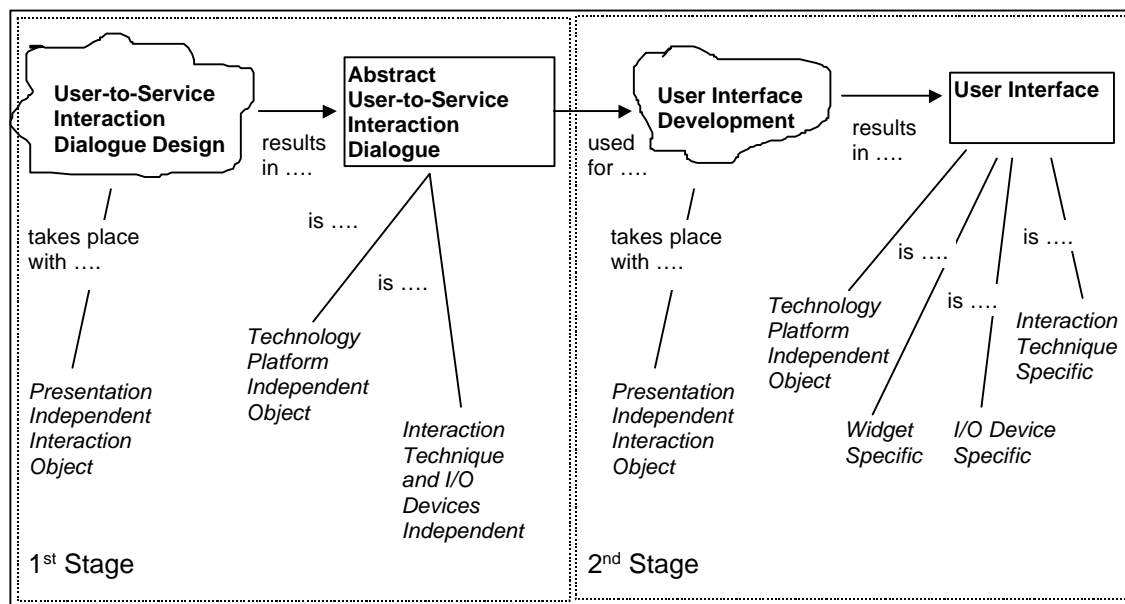 User-to-Service
Interaction
Dialogue Design
results
in ….
Abstract
User-to-Service
Interaction
Dialogue
takes place
with ….
Presentation
Independent
Interaction
Object
is ….
Technology
Platform
Independent
Object
is ….
Interaction
Technique
and I/O
Devices
Independent
1st Stage
used
for ….
User Interface
Development
results
in ….
User Interface
takes place
with ….
Presentation
Independent
Interaction
Object
is ….
Technology
Platform
Independent
Object
Widget
Specific
is ….
I/O Device
Specific
is ….
Interaction
Technique
Specific
2nd Stage